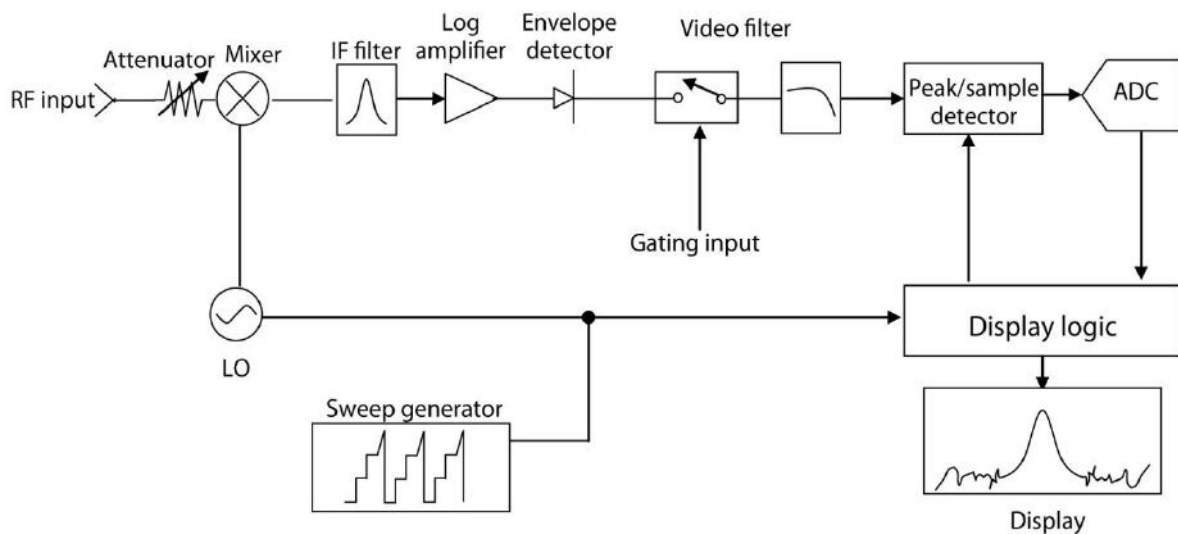 Log
amplifier
Envelope
detector
Video filter
Attenuator
Mixer
IF filter
RF input
Peak/sample
detector
ADC
Gating input
LO
Display logic
Sweep generator
Display